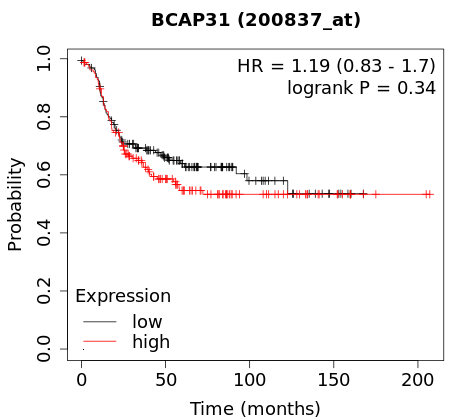 BCAP31 (200837_at)
HR = 1.19 (0.83 - 1.7)
logrank P = 0.34
Probability
1.0
0.8
0.6
0.4
0.2
0.0
Expression
low
high
0 50 100 150 200
Time (months)